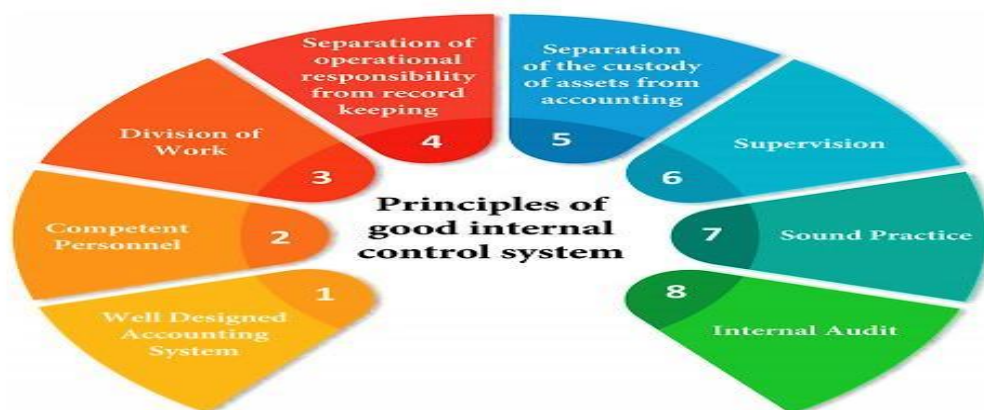 Separation of
operational
responsibility
from record
keeping
4
Separation
of the custody
of assets from
accounting
5
Division of
Work
3
Supervision
6
Principles of
good internal
control system
Competent
Personnel
2
Sound Practice
7
Well Designed
Accounting
System
1
Internal Audit
8